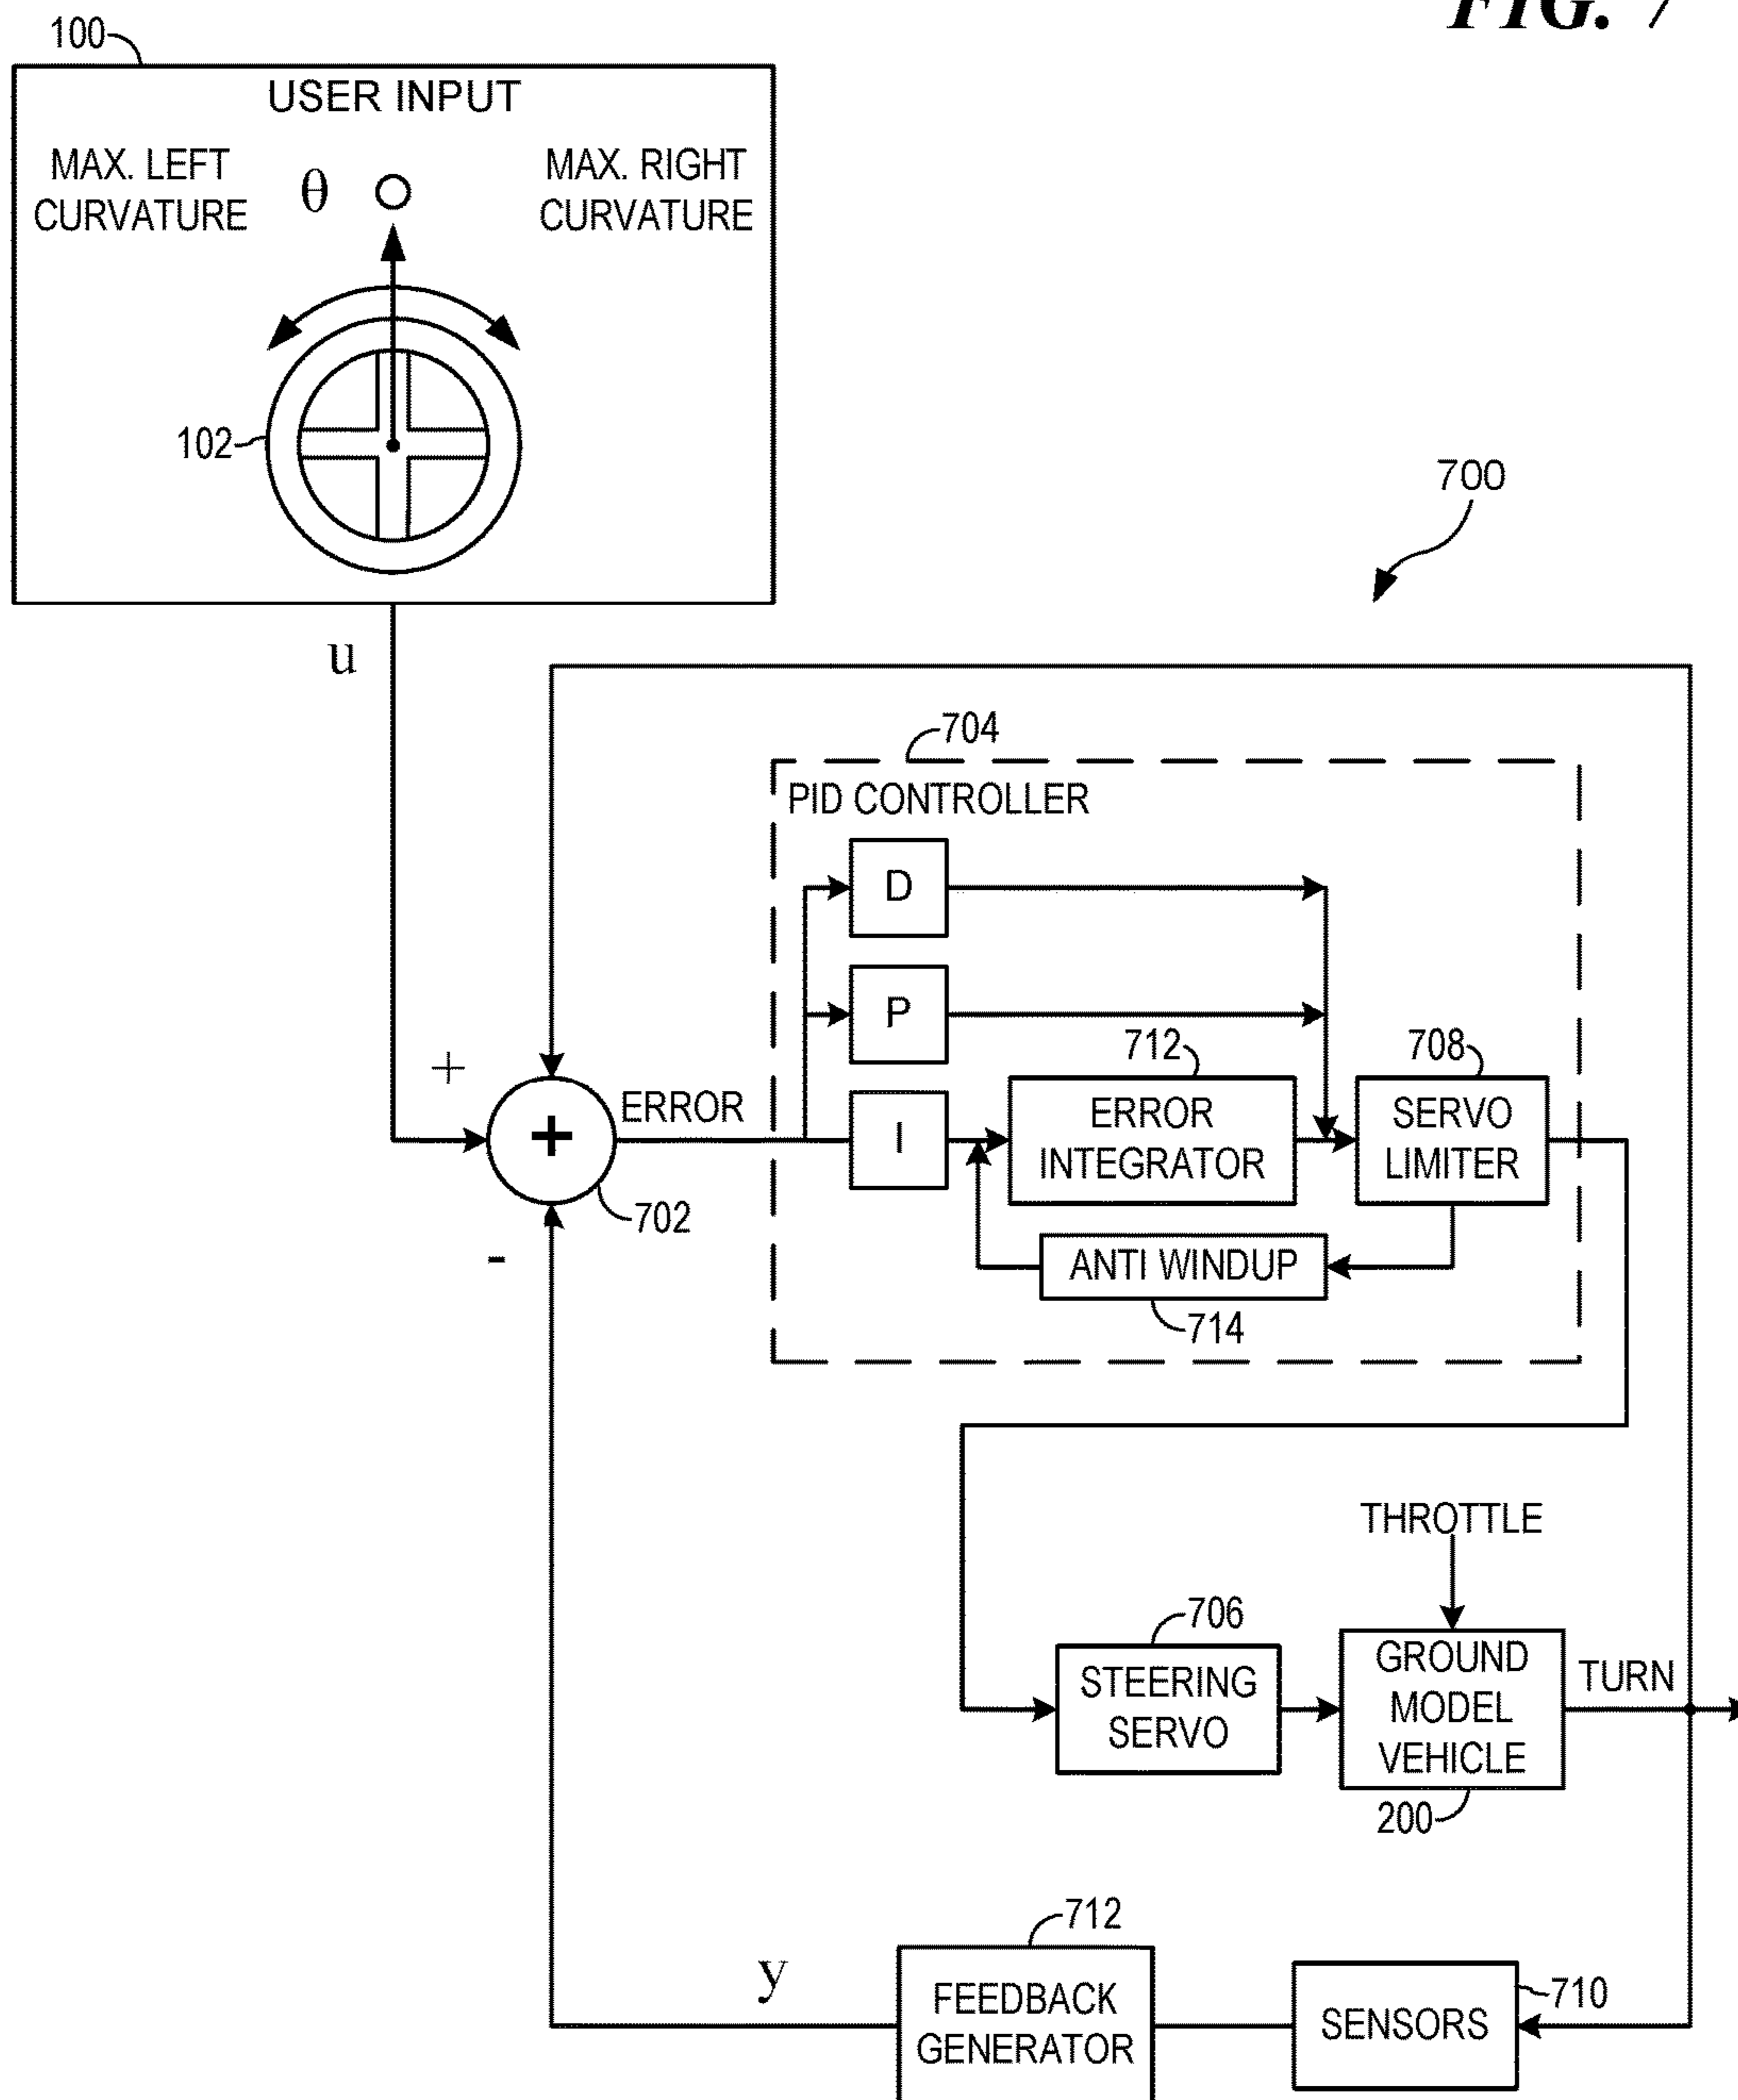 FIG. 7
100
USER INPUT
MAX. LEFT
CURVATURE
θ
MAX. RIGHT
CURVATURE
102
700
u
704
PID CONTROLLER
D
P
712
708
+
ERROR
I
ERROR
INTEGRATOR
SERVO
LIMITER
+
702
-
ANTI WINDUP
714
THROTTLE
706
STEERING
SERVO
GROUND
MODEL
VEHICLE
TURN
200
712
y
FEEDBACK
GENERATOR
SENSORS
710